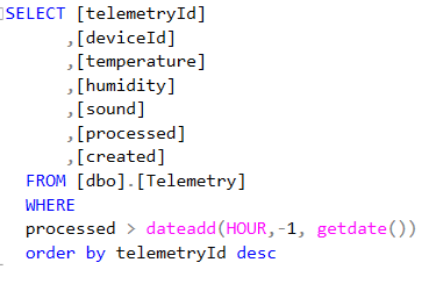 SELECT [telemetryId]
,[deviceId]
,[temperature]
,[humidity]
,[sound]
,[processed]
,[created]
FROM [dbo].[Telemetry]
WHERE
processed > dateadd(HOUR,-1, getdate())
order by telemetryId desc